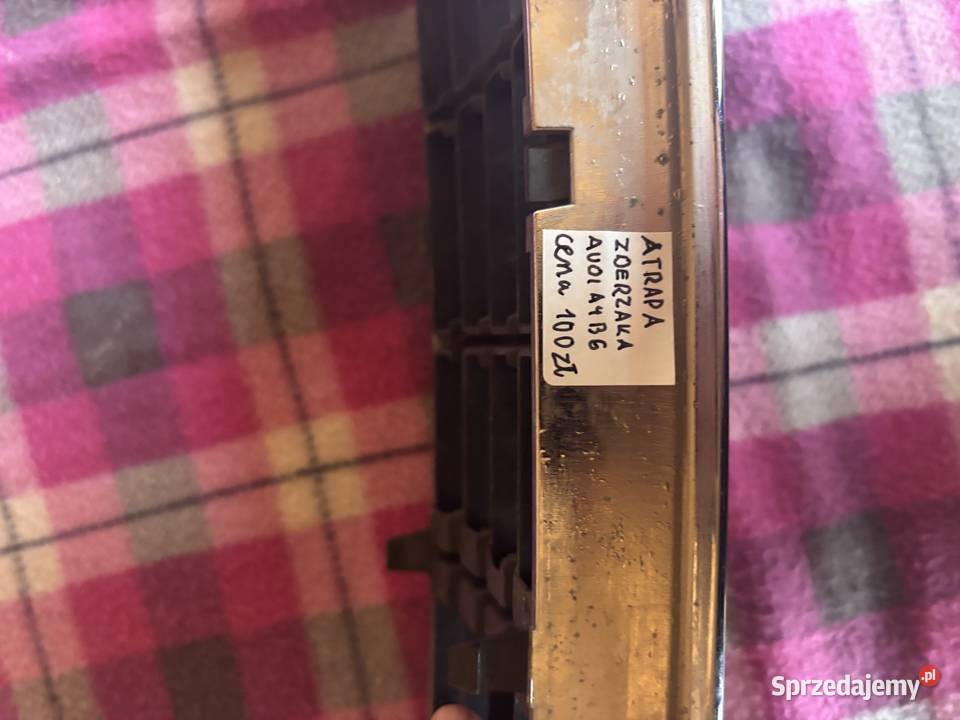 ATRAPA
ZDERZAKA
AUDI A4 B6
cena 100zł
Sprzedajemy.pl